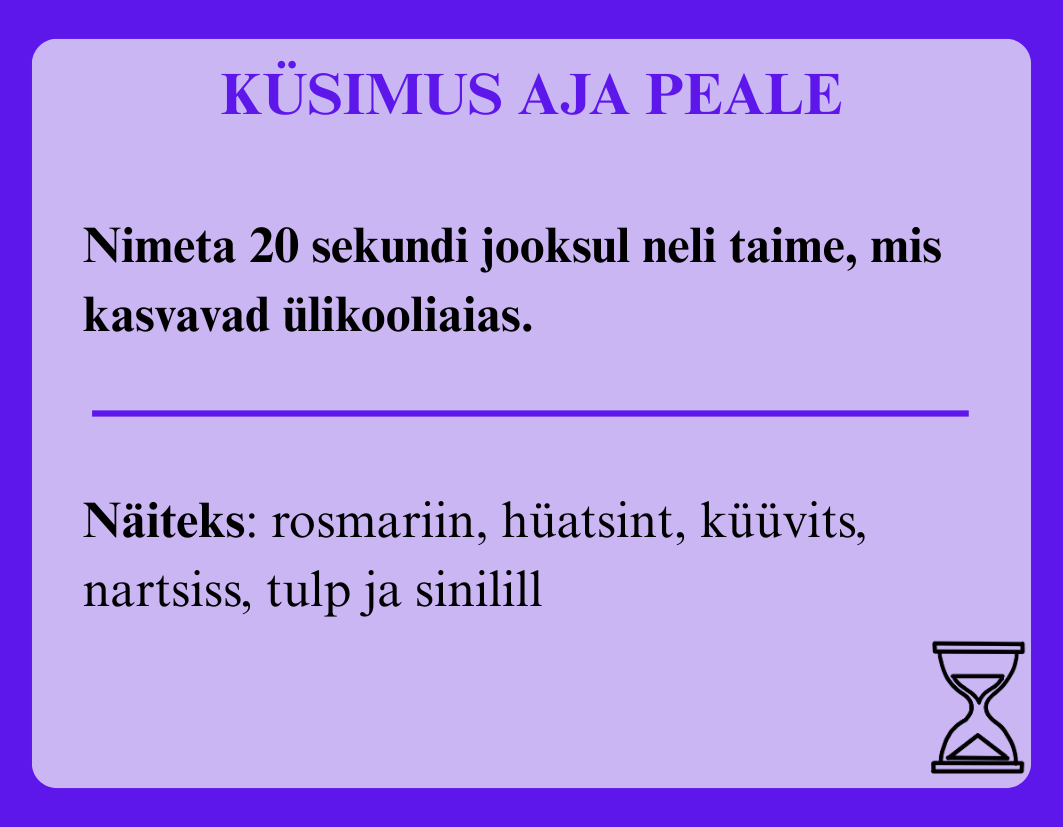 KÜSIMUS AJA PEALE
Nimeta 20 sekundi jooksul neli taime, mis
kasvavad ülikooliaias.
Näiteks: rosmariin, hüatsint, küüvits,
nartsiss, tulp ja sinilill